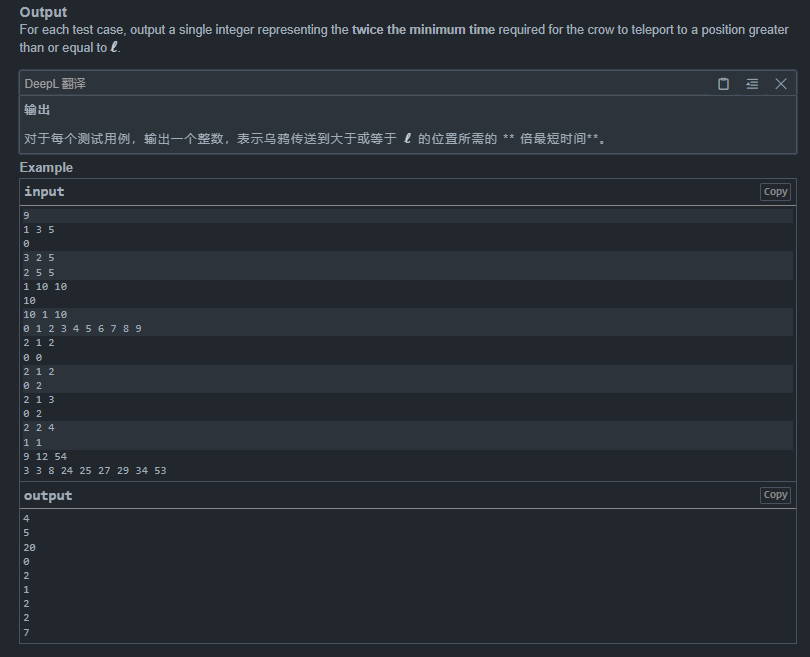 Output
For each test case, output a single integer representing the twice the minimum time required for the crow to teleport to a position greater
than or equal to ℓ.
DeepL 翻译
输出
对于每个测试用例，输出一个整数，表示乌鸦传送到大于或等于 ℓ 的位置所需的 ** 倍最短时间**。
Example
input
Copy
9
1 3 5
0
3 2 5
2 5 5
1 10 10
10
10 1 10
0 1 2 3 4 5 6 7 8 9
2 1 2
0 0
2 1 2
0 2
2 1 3
0 2
2 2 4
1 1
9 12 54
3 3 8 24 25 27 29 34 53
output
Copy
4
5
20
0
2
1
2
2
7